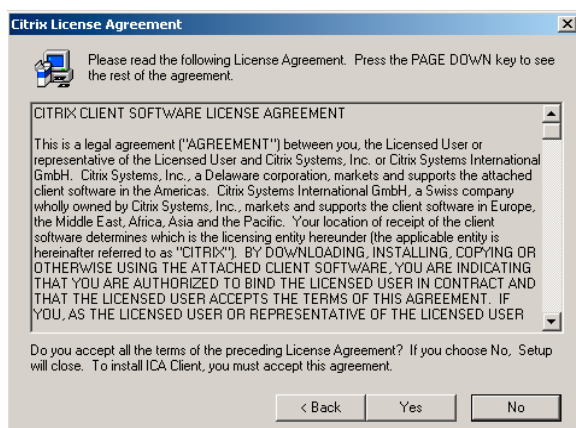 Citrix License Agreement
Please read the following License Agreement. Press the PAGE DOWN key to see
the rest of the agreement.
CITRIX CLIENT SOFTWARE LICENSE AGREEMENT
This is a legal agreement ("AGREEMENT") between you, the Licensed User or
representative of the Licensed User and Citrix Systems, Inc. or Citrix Systems International
GmbH. Citrix Systems, Inc., a Delaware corporation, markets and supports the attached
client software in the Americas. Citrix Systems International GmbH, a Swiss company
wholly owned by Citrix Systems, Inc., markets and supports the client software in Europe,
the Middle East, Africa, Asia and the Pacific. Your location of receipt of the client
software determines which is the licensing entity hereunder (the applicable entity is
hereinafter referred to as "CITRIX"). BY DOWNLOADING, INSTALLING, COPYING OR
OTHERWISE USING THE ATTACHED CLIENT SOFTWARE, YOU ARE INDICATING
THAT YOU ARE AUTHORIZED TO BIND THE LICENSED USER IN CONTRACT AND
THAT THE LICENSED USER ACCEPTS THE TERMS OF THIS AGREEMENT. IF
YOU, AS THE LICENSED USER OR REPRESENTATIVE OF THE LICENSED USER
Do you accept all the terms of the preceding License Agreement? If you choose No, Setup
will close. To install ICA Client, you must accept this agreement.
< Back Yes No